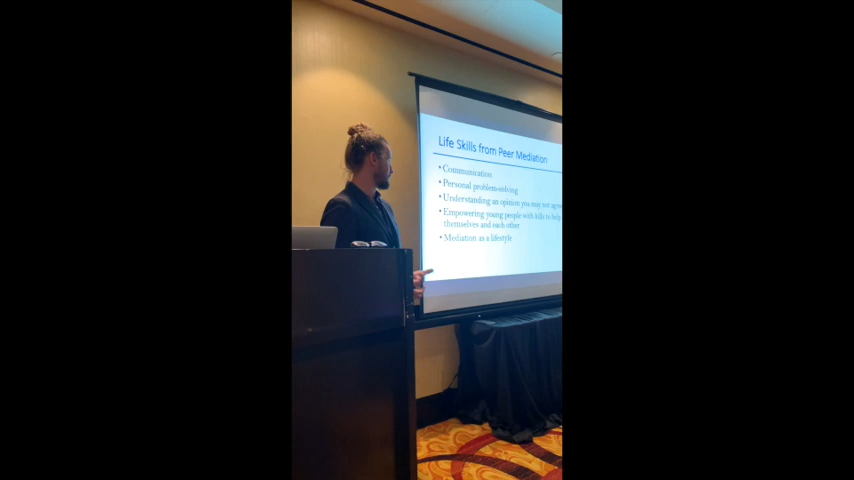 Life Skills from Peer Mediation
• Communication
• Personal problem-solving
• Understanding an opinion you may not agree
• Empowering young people with kills to help
themselves and each other
• Mediation as a lifestyle